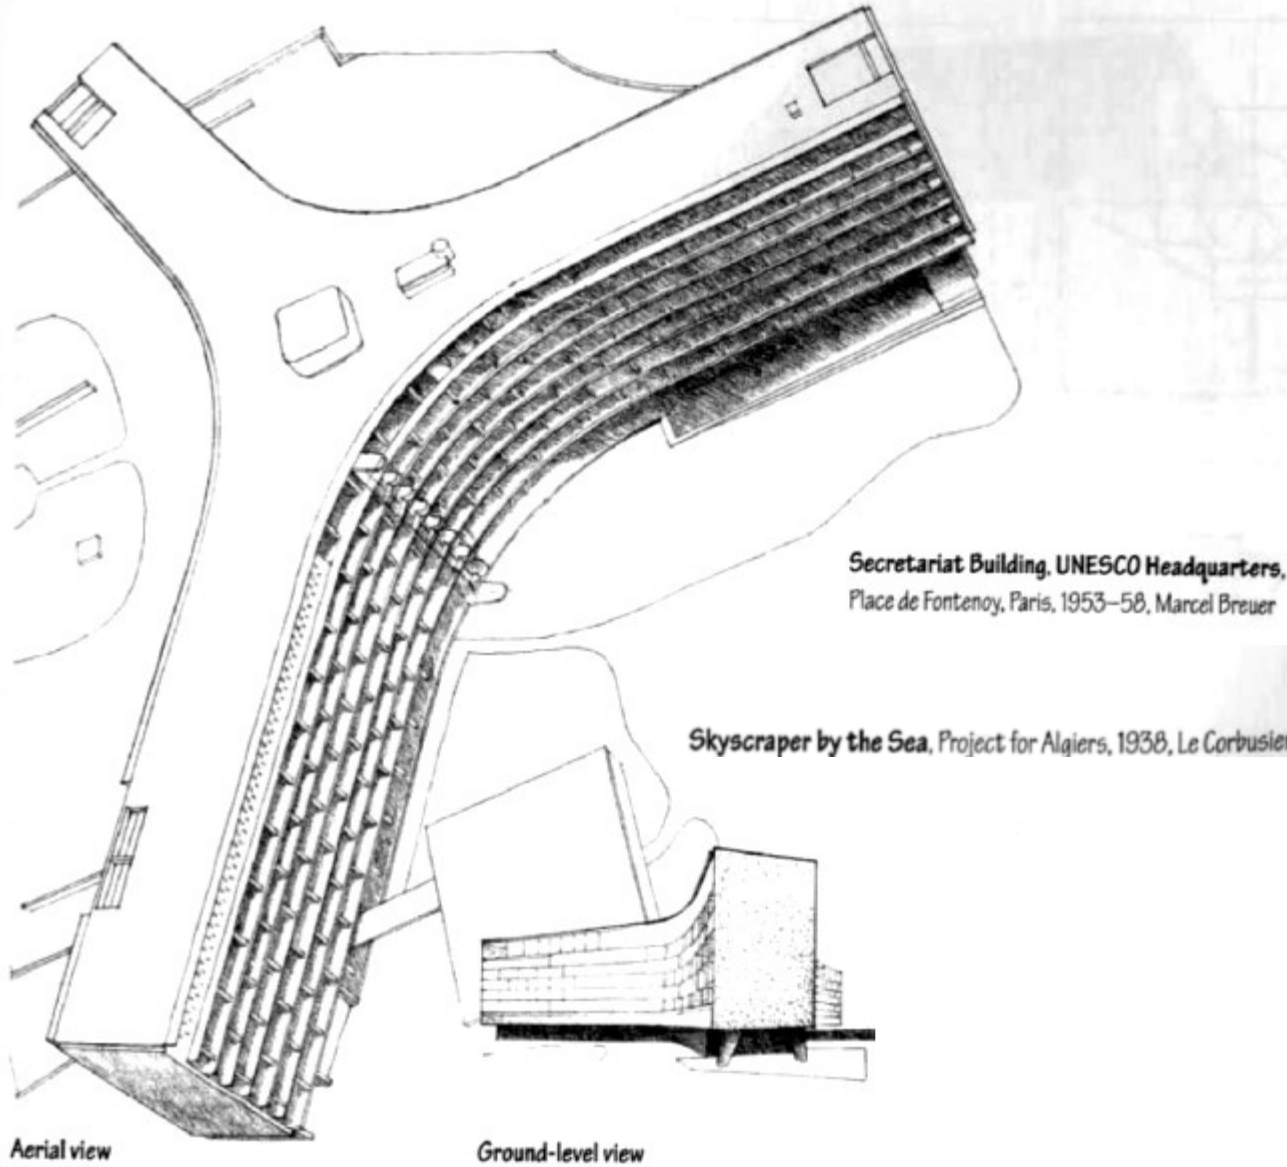 Secretariat Building, UNESCO Headquarters,
Place de Fontenoy, Paris, 1953–58, Marcel Breuer
Skyscraper by the Sea, Project for Algiers, 1938, Le Corbusier
Aerial view
Ground-level view